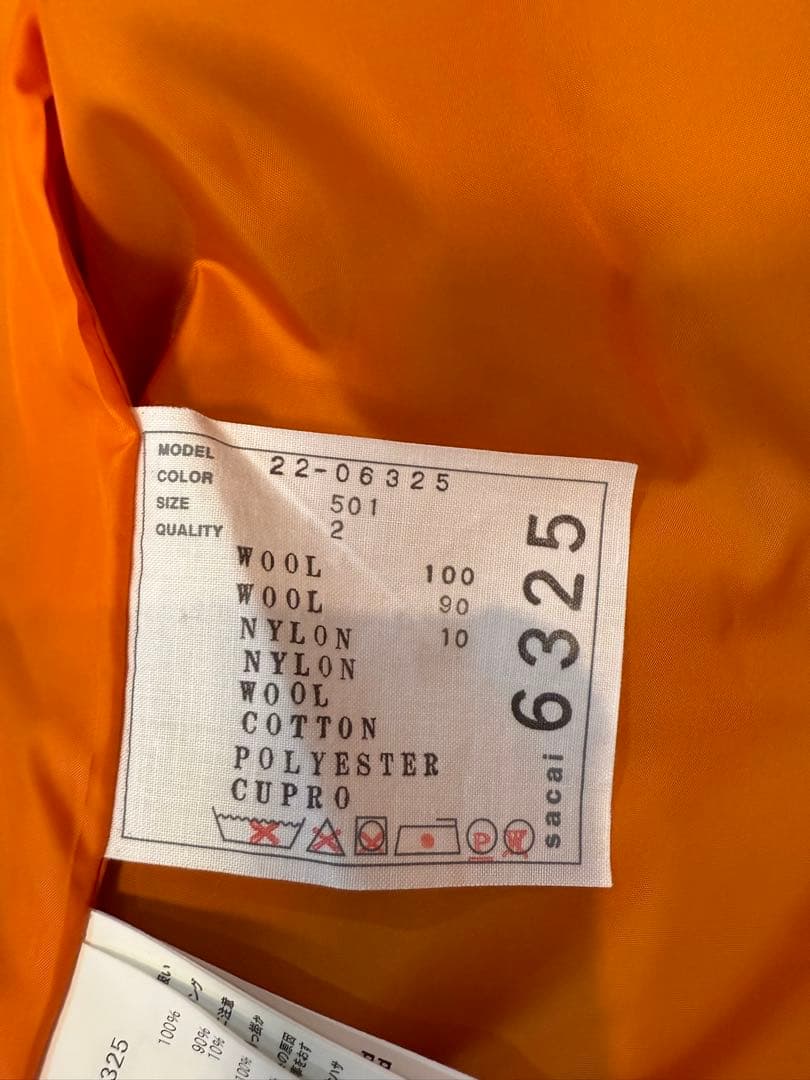 MODEL 22-06325
COLOR 501
SIZE 2
QUALITY
WOOL 100
WOOL 90
NYLON 10
NYLON
WOOL
COTTON
POLYESTER
CUPRO
P W
sacai 6325
325
100%
90%
10%
100%